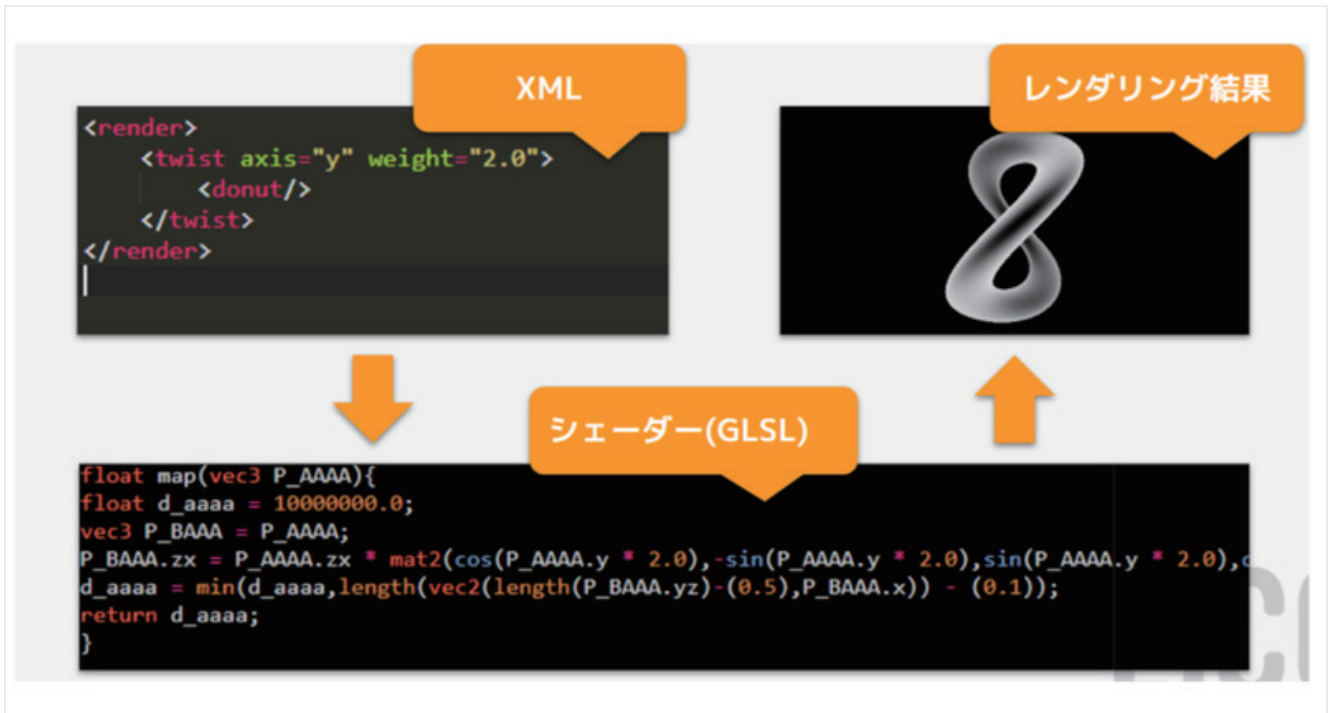 XML
<render>
<twist axis="y" weight="2.0">
<donut/>
</twist>
</render>
レンダリング結果
シェーダー(GLSL)
float map(vec3 P_AAAA){
float d_aaaa = 10000000.0;
vec3 P_BAAA = P_AAAA;
P_BAAA.zx = P_AAAA.zx * mat2(cos(P_AAAA.y * 2.0),-sin(P_AAAA.y * 2.0),sin(P_AAAA.y * 2.0),
d_aaaa = min(d_aaaa,length(vec2(length(P_BAAA.yz)-(0.5),P_BAAA.x)) - (0.1));
return d_aaaa;
}